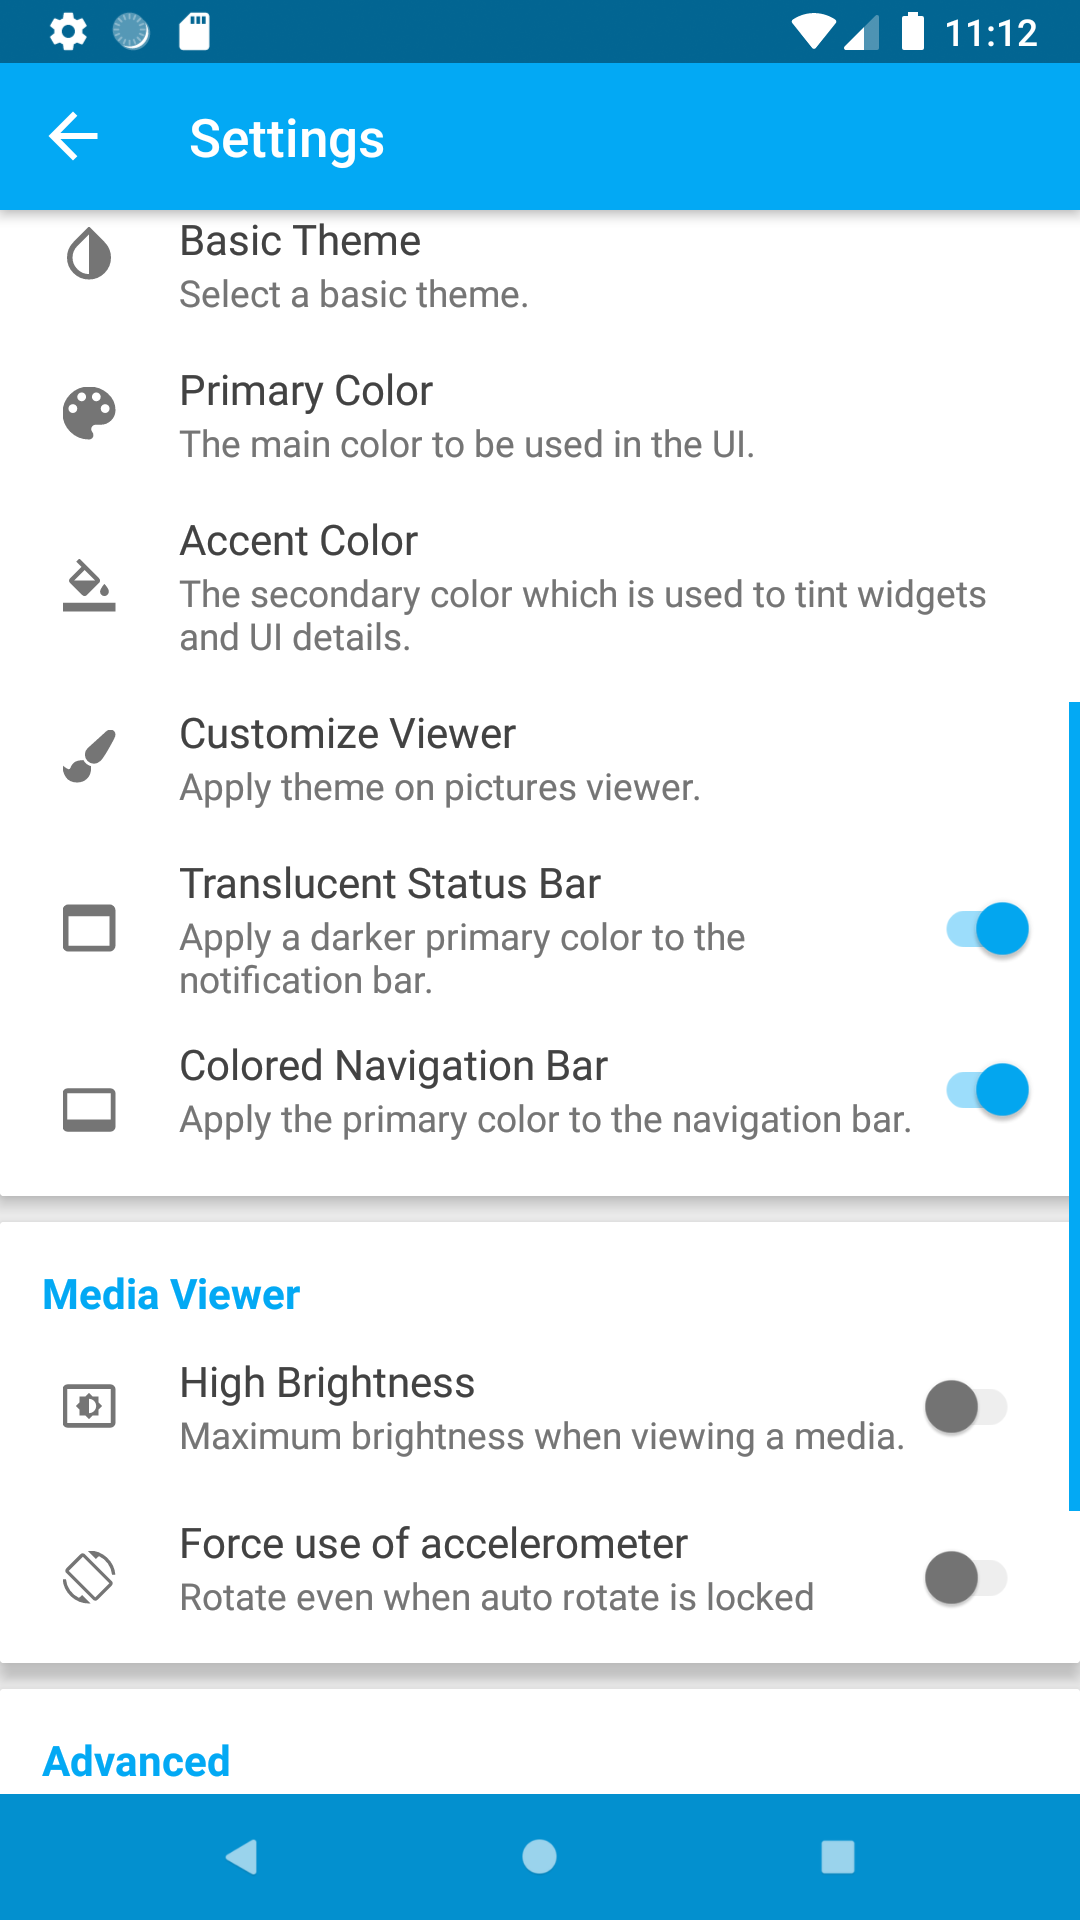 11:12
Settings
Basic Theme
Select a basic theme.
Primary Color
The main color to be used in the UI.
Accent Color
The secondary color which is used to tint widgets
and UI details.
Customize Viewer
Apply theme on pictures viewer.
Translucent Status Bar
Apply a darker primary color to the
notification bar.
Colored Navigation Bar
Apply the primary color to the navigation bar.
Media Viewer
High Brightness
Maximum brightness when viewing a media.
Force use of accelerometer
Rotate even when auto rotate is locked
Advanced